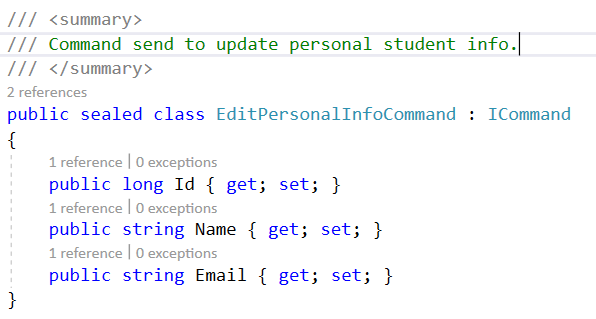 /// <summary>
/// Command send to update personal student info.
/// </summary>
2 references
public sealed class EditPersonalInfoCommand : ICommand
{
1 reference | 0 exceptions
public long Id { get; set; }
1 reference | 0 exceptions
public string Name { get; set; }
1 reference | 0 exceptions
public string Email { get; set; }
}